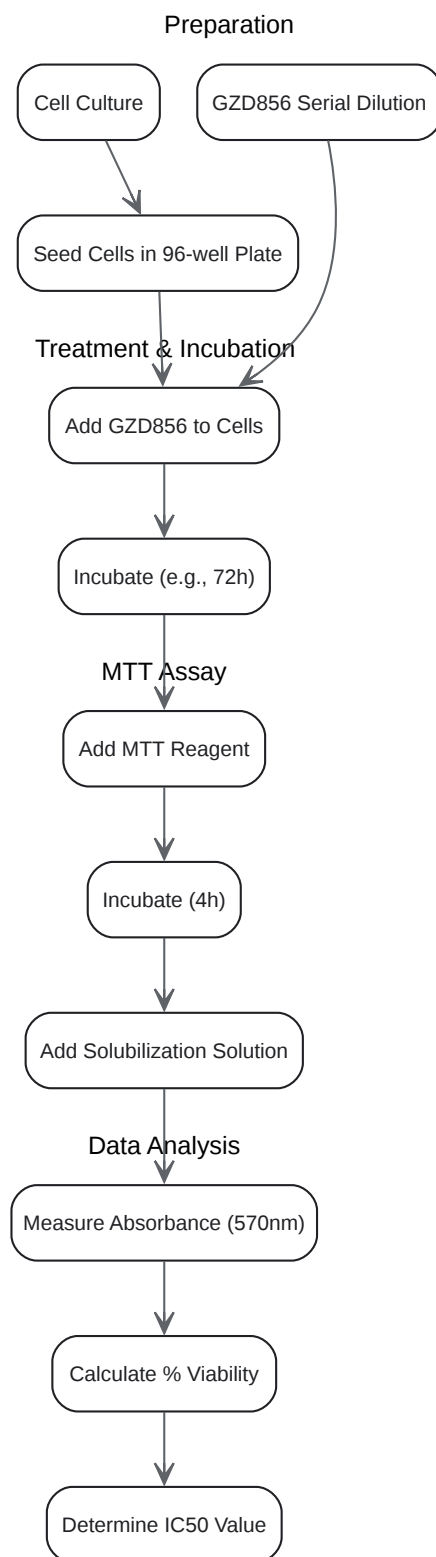 Preparation
Cell Culture
GZD856 Serial Dilution
Seed Cells in 96-well Plate
Treatment & Incubation
Add GZD856 to Cells
Incubate (e.g., 72h)
MTT Assay
Add MTT Reagent
Incubate (4h)
Add Solubilization Solution
Data Analysis
Measure Absorbance (570nm)
Calculate % Viability
Determine IC50 Value